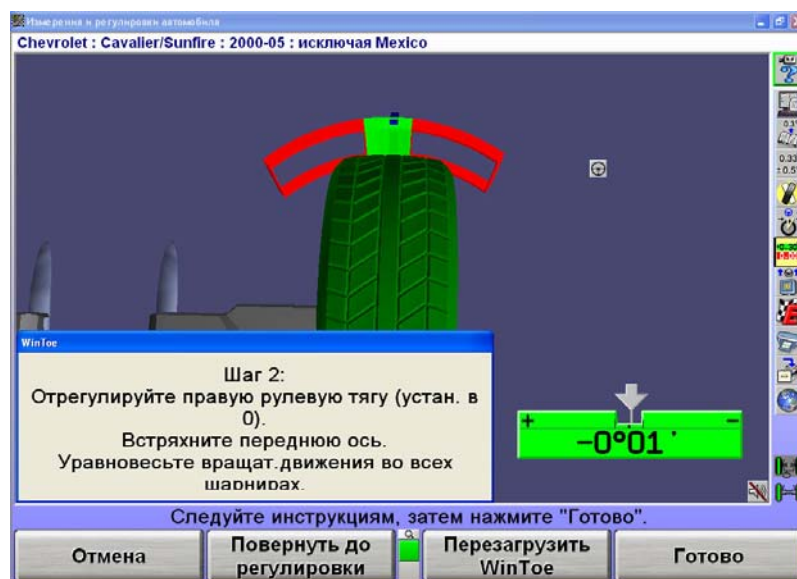 Измерения и регулировки автомобиля
Chevrolet : Cavalier/Sunfire : 2000-05 : исключая Mexico
WinToe
Шаг 2:
Отрегулируйте правую рулевую тягу (устан. в
0).
Встряхните переднюю ось.
Уравновесьте вращат.движения во всех
шарнирах.
+ -
-0°01'
Следуйте инструкциям, затем нажмите "Готово".
Отмена
Повернуть до
регулировки
Перезагрузить
WinToe
Готово